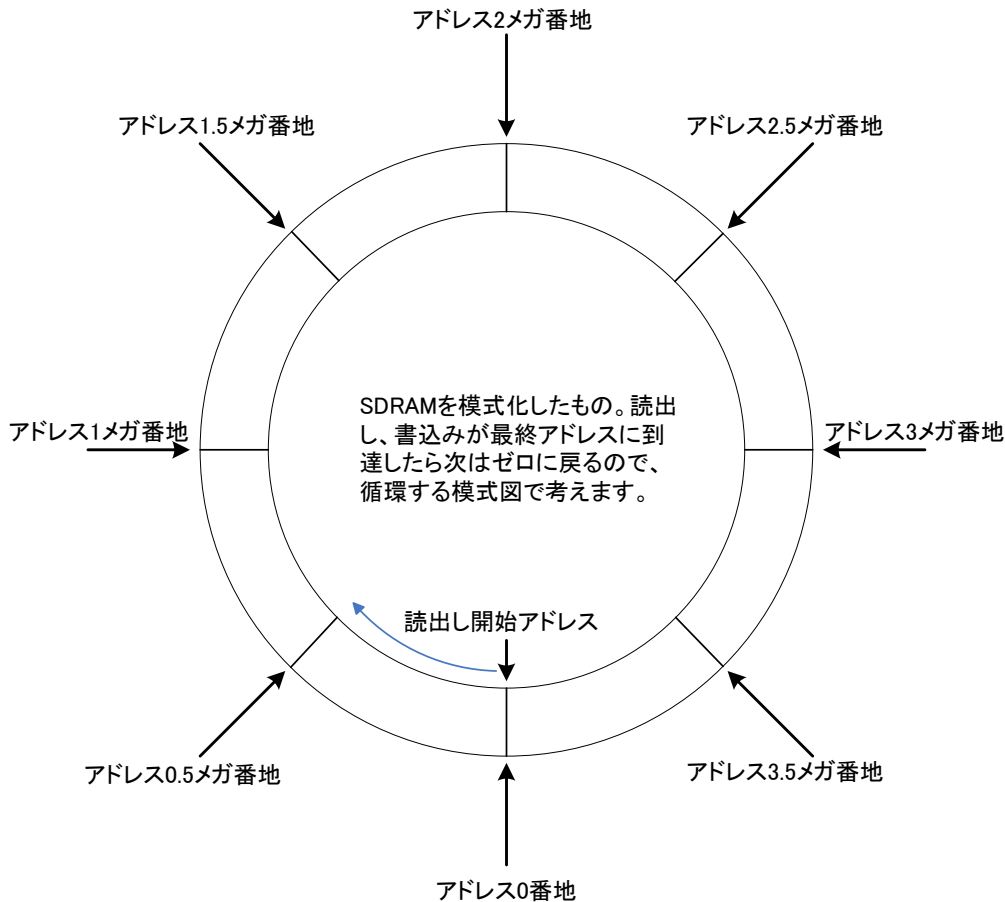 アドレス2メガ番地
アドレス1.5メガ番地
アドレス2.5メガ番地
SDRAMを模式化したもの。読出
し、書込みが最終アドレスに到
達したら次はゼロに戻るので、
循環する模式図で考えます。
アドレス1メガ番地
アドレス3メガ番地
読出し開始アドレス
アドレス0.5メガ番地
アドレス3.5メガ番地
アドレス0番地